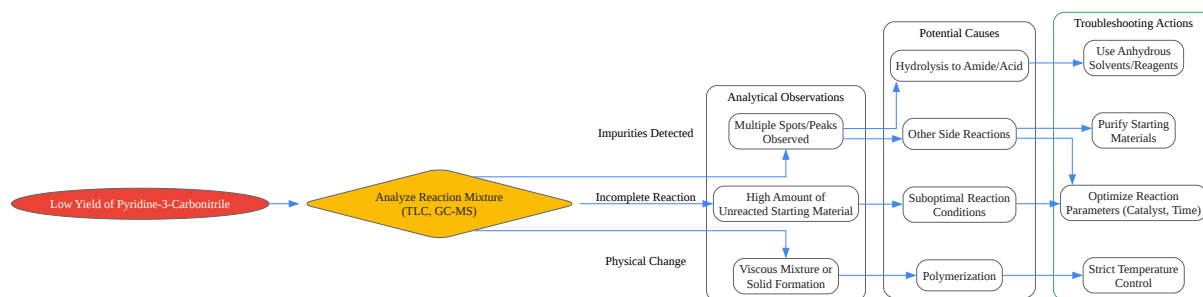 Low Yield of Pyridine-3-Carbonitrile
Analyze Reaction Mixture
(TLC, GC-MS)
Impurities Detected
Incomplete Reaction
Physical Change
Analytical Observations
Multiple Spots/Peaks
Observed
High Amount of
Unreacted Starting Material
Viscous Mixture or
Solid Formation
Potential Causes
Hydrolysis to Amide/Acid
Other Side Reactions
Suboptimal Reaction
Conditions
Polymerization
Troubleshooting Actions
Use Anhydrous
Solvents/Reagents
Purify Starting
Materials
Optimize Reaction
Parameters (Catalyst, Time)
Strict Temperature
Control